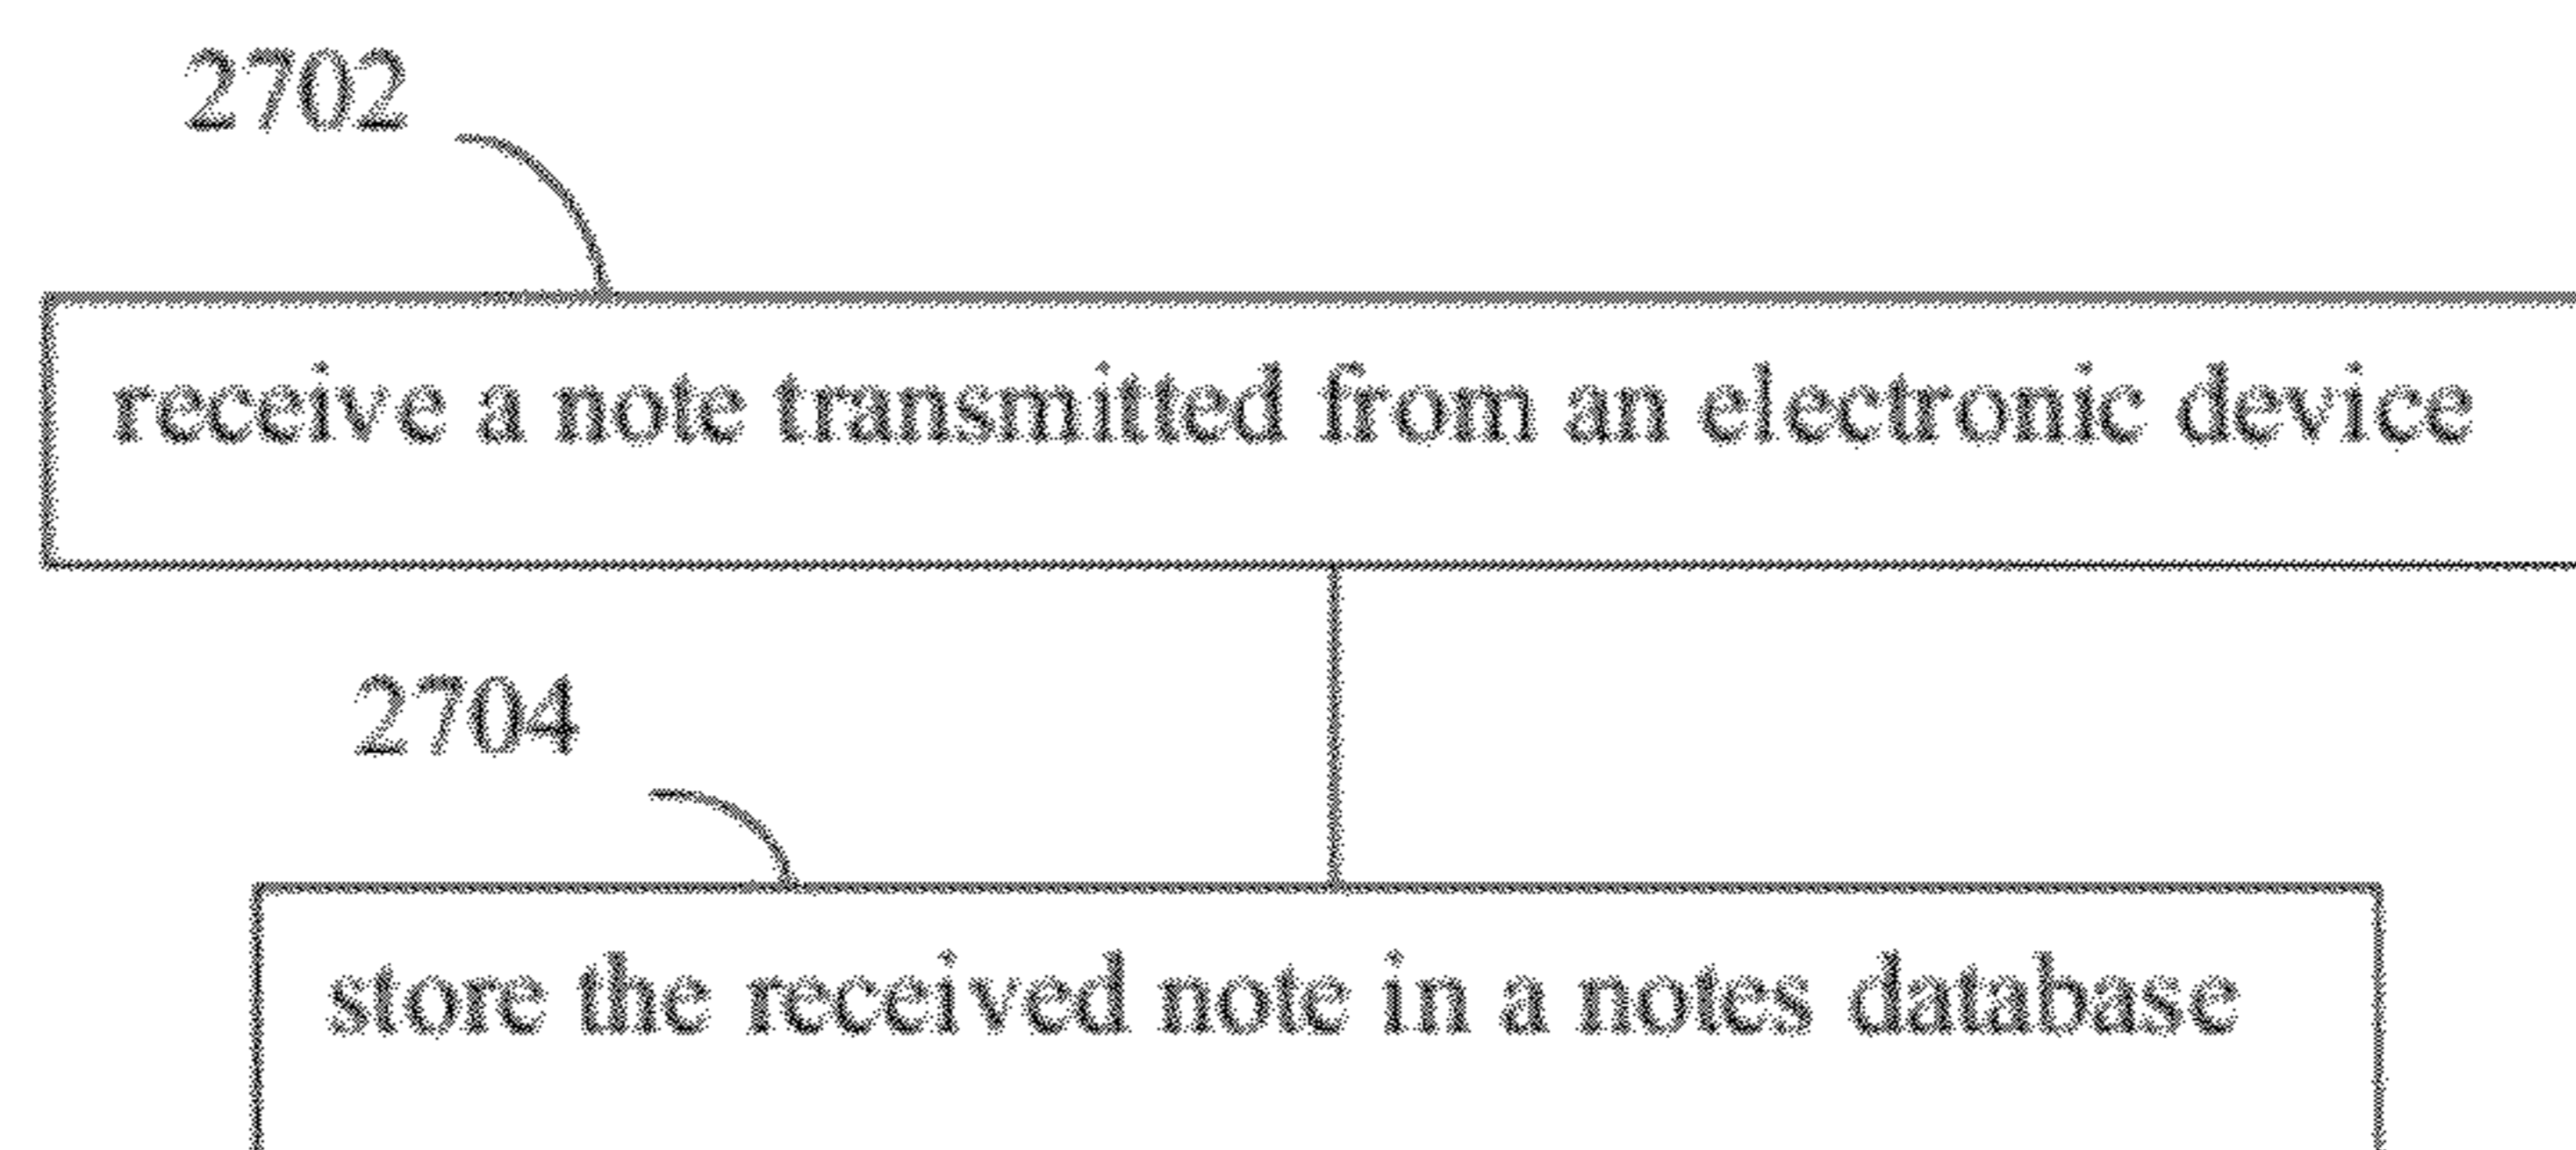 2702
receive a note transmitted from an electronic device
2704
store the received note in a notes database